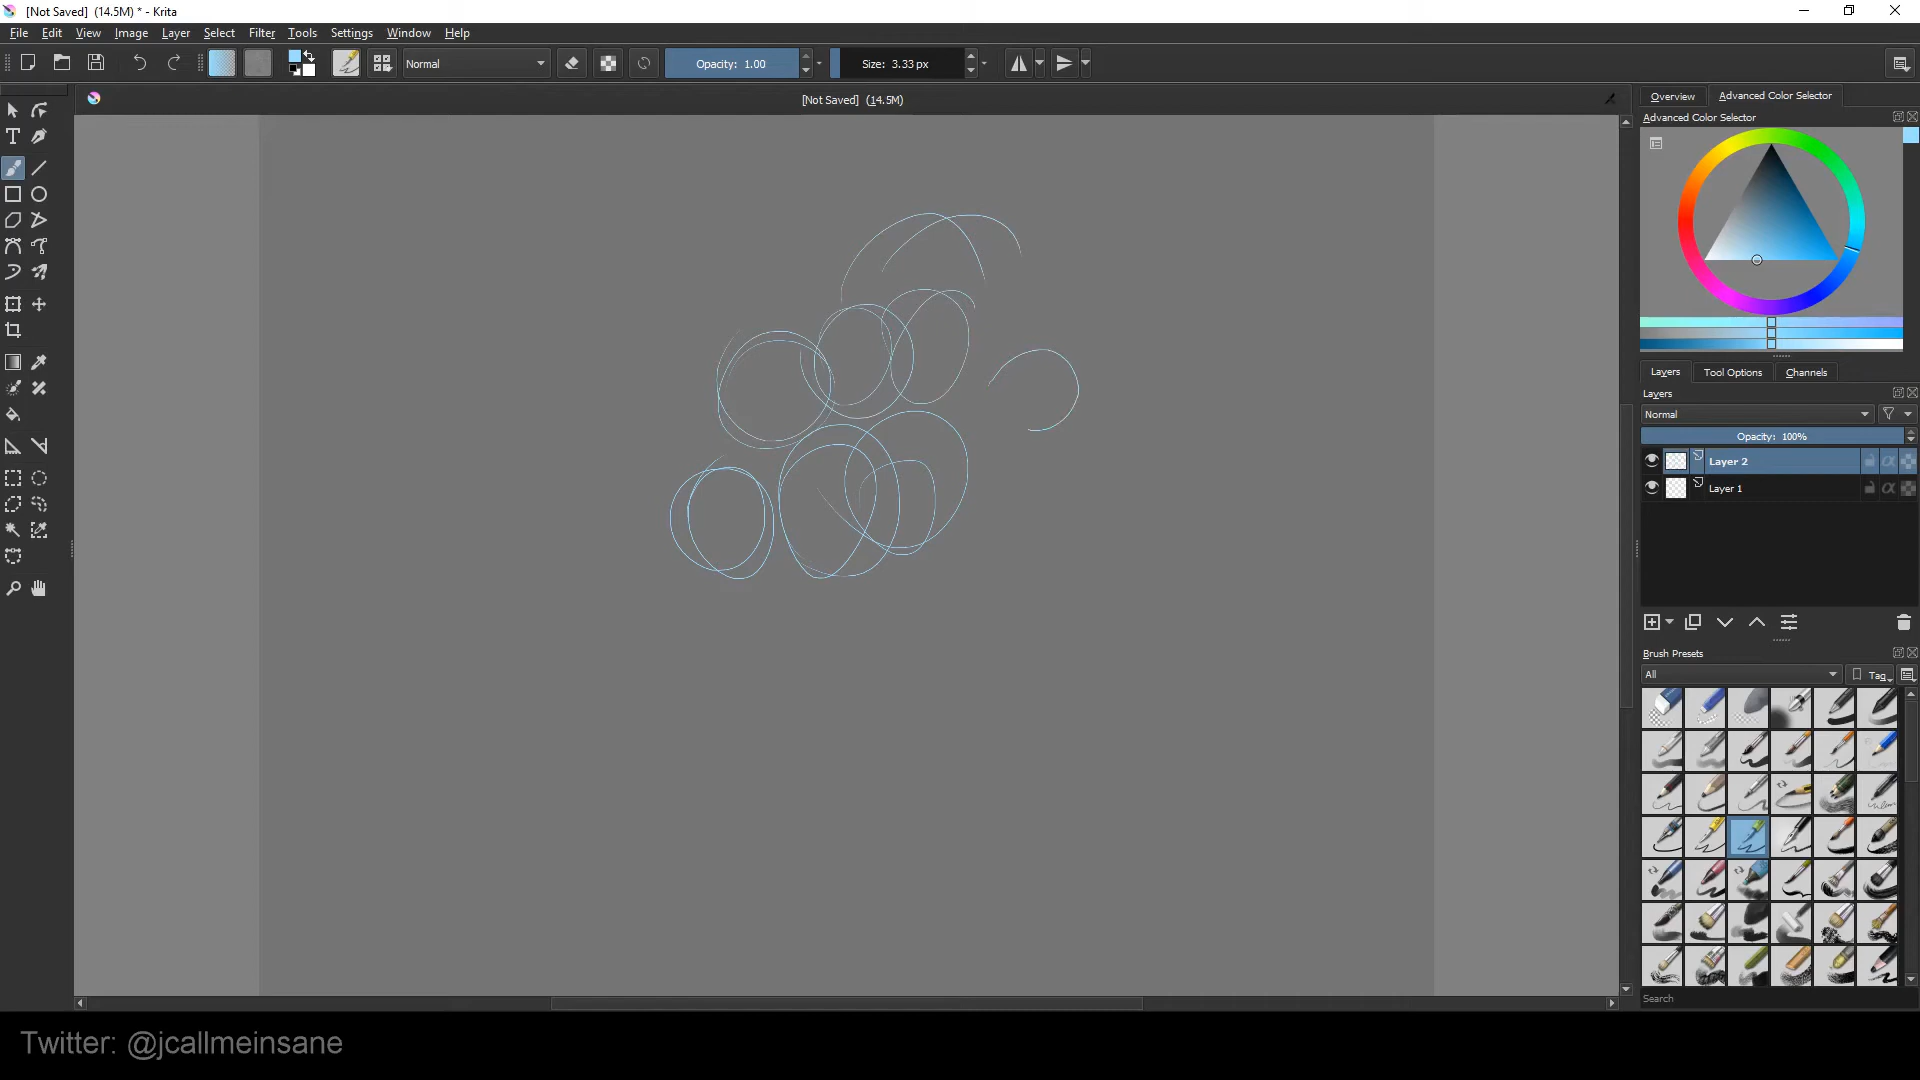 [Not Saved]  (14.5M) * - Krita
File Edit View Image Layer Select Filter Tools Settings Window Help
Normal Opacity: 1.00 Size: 3.33 px
[Not Saved]  (14.5M)
Overview Advanced Color Selector
Advanced Color Selector
Layers Tool Options Channels
Layers
Normal
Opacity: 100%
Layer 2
Layer 1
Brush Presets
All Tag
Search
Twitter: @jcallmeinsane